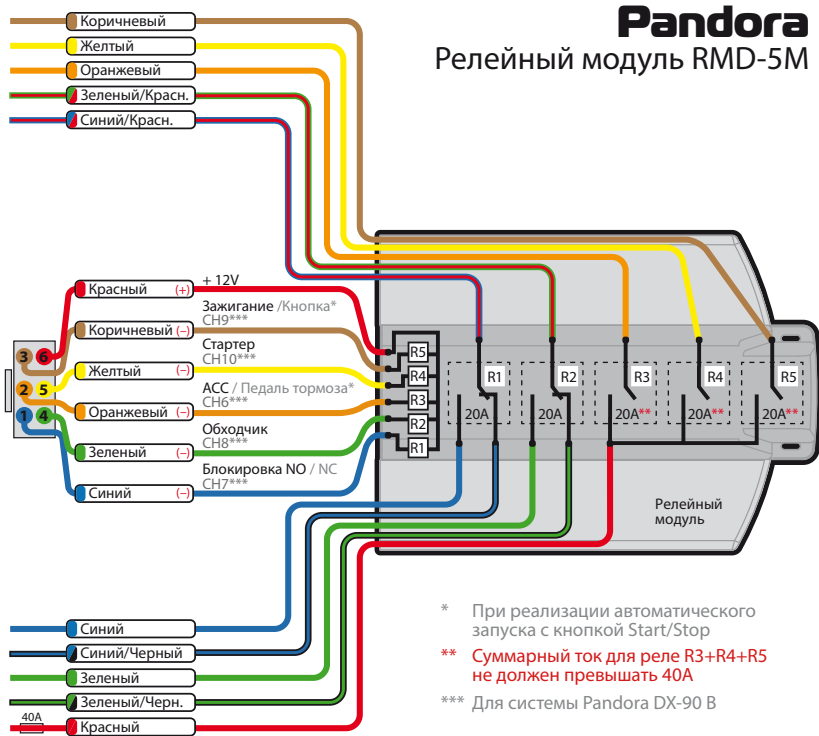 Pandora
Релейный модуль RMD-5M
Коричневый
Желтый
Оранжевый
Зеленый/Красн.
Синий/Красн.
Красный (+)
+ 12V
Коричневый (–)
Зажигание /Кнопка*
CH9***
Желтый (–)
Стартер
CH10***
Оранжевый (–)
ACC / Педаль тормоза*
CH6***
Зеленый (–)
Обходчик
CH8***
Синий (–)
Блокировка NO / NC
CH7***
3 6
2 5
1 4
R5
R4
R3
R2
R1
R1
R2
R3
R4
R5
20A
20A
20A**
20A**
20A**
Релейный
модуль
Синий
Синий/Черный
Зеленый
Зеленый/Черн.
40A
Красный
* При реализации автоматического
запуска с кнопкой Start/Stop
** Суммарный ток для реле R3+R4+R5
не должен превышать 40А
*** Для системы Pandora DX-90 B